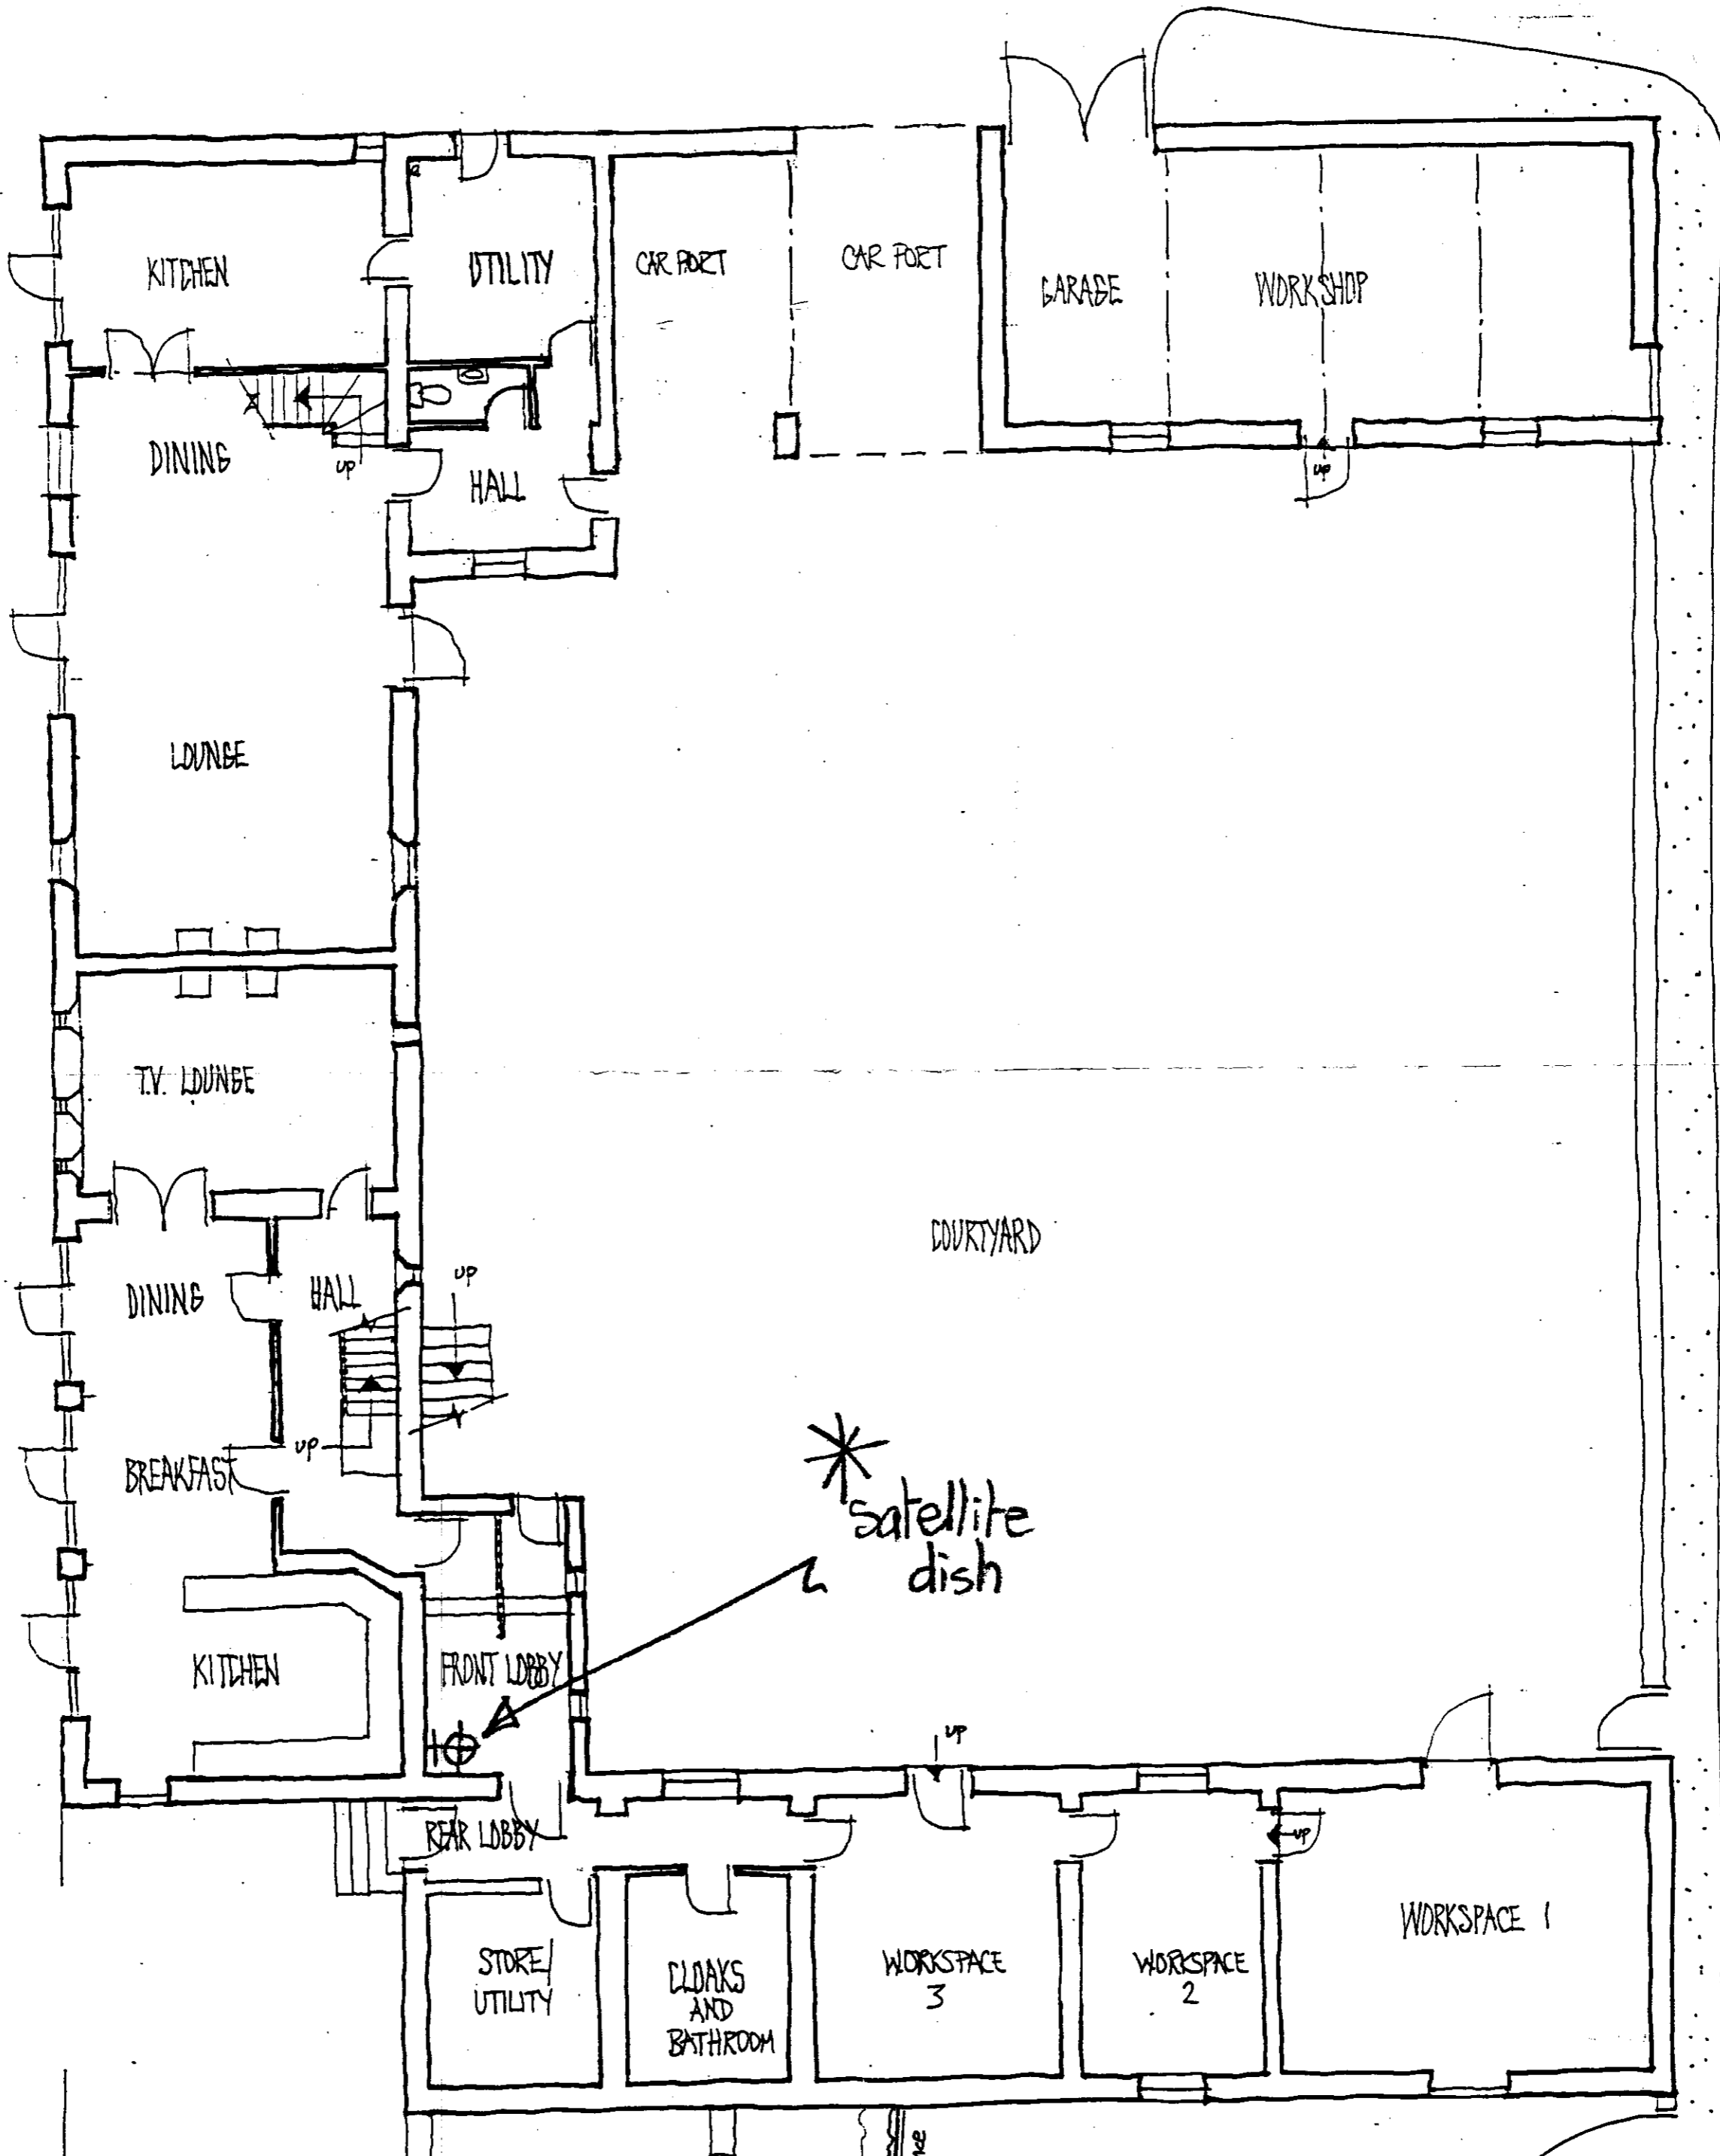 KITCHEN
UTILITY
CAR PORT
CAR PORT
GARAGE
WORKSHOP
DINING
UP
HALL
UP
LOUNGE
T.V. LOUNGE
COURTYARD
DINING
HALL
UP
UP
BREAKFAST
satellite
dish
KITCHEN
FRONT LOBBY
UP
REAR LOBBY
UP
STORE/
UTILITY
CLOAKS
AND
BATHROOM
WORKSPACE
3
WORKSPACE
2
WORKSPACE 1